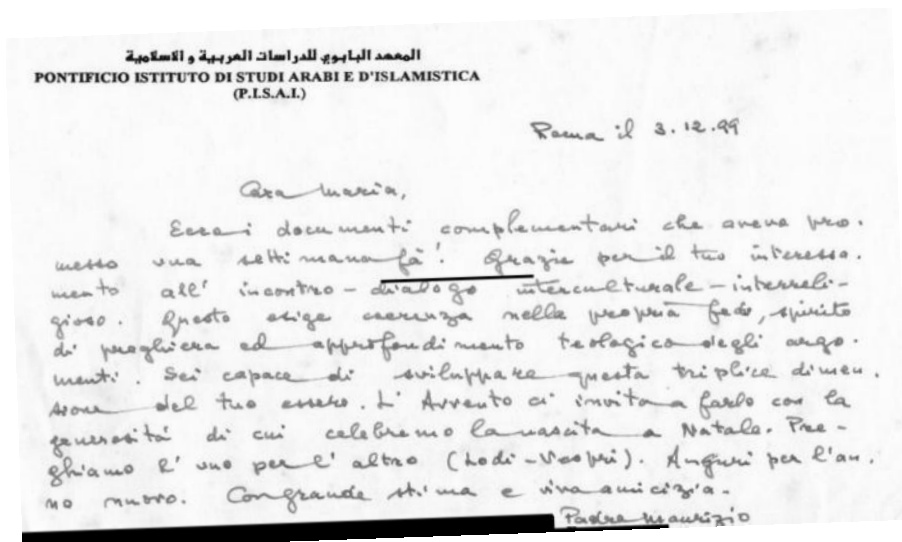 المعهد البابوي للدراسات العربية و الاسلامية
PONTIFICIO ISTITUTO DI STUDI ARABI E D'ISLAMISTICA
(P.I.S.A.I.)
Roma il 3.12.99
Cara Maria,
Ecco i documenti complementari che avevo pro.
messo una settimana fà! Grazie per il tuo interessa.
mento all' incontro - dialogo interculturale - interreli-
gioso. Questo esige coerenza nella propria fede, spirito
di preghiera ed approfondimento teologico degli argo.
menti. Sei capace di sviluppare questa triplice dimen.
sione del tuo essere. L'Avvento ci invita a farlo con la
generosità di cui celebremo la nascita a Natale. Pre-
ghiamo l'uno per l'altro (Lodi-Vespri). Auguri per l'an.
no nuovo. Con grande stima e viva amicizia.
Padre Maurizio